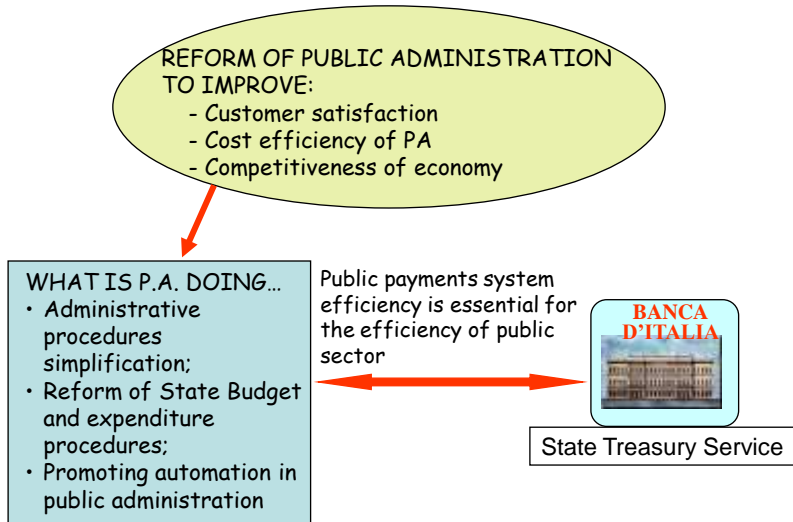 REFORM OF PUBLIC ADMINISTRATION
TO IMPROVE:
- Customer satisfaction
- Cost efficiency of PA
- Competitiveness of economy
WHAT IS P.A. DOING...
• Administrative
procedures
simplification;
• Reform of State Budget
and expenditure
procedures;
• Promoting automation in
public administration
Public payments system
efficiency is essential for
the efficiency of public
sector
BANCA
D'ITALIA
State Treasury Service